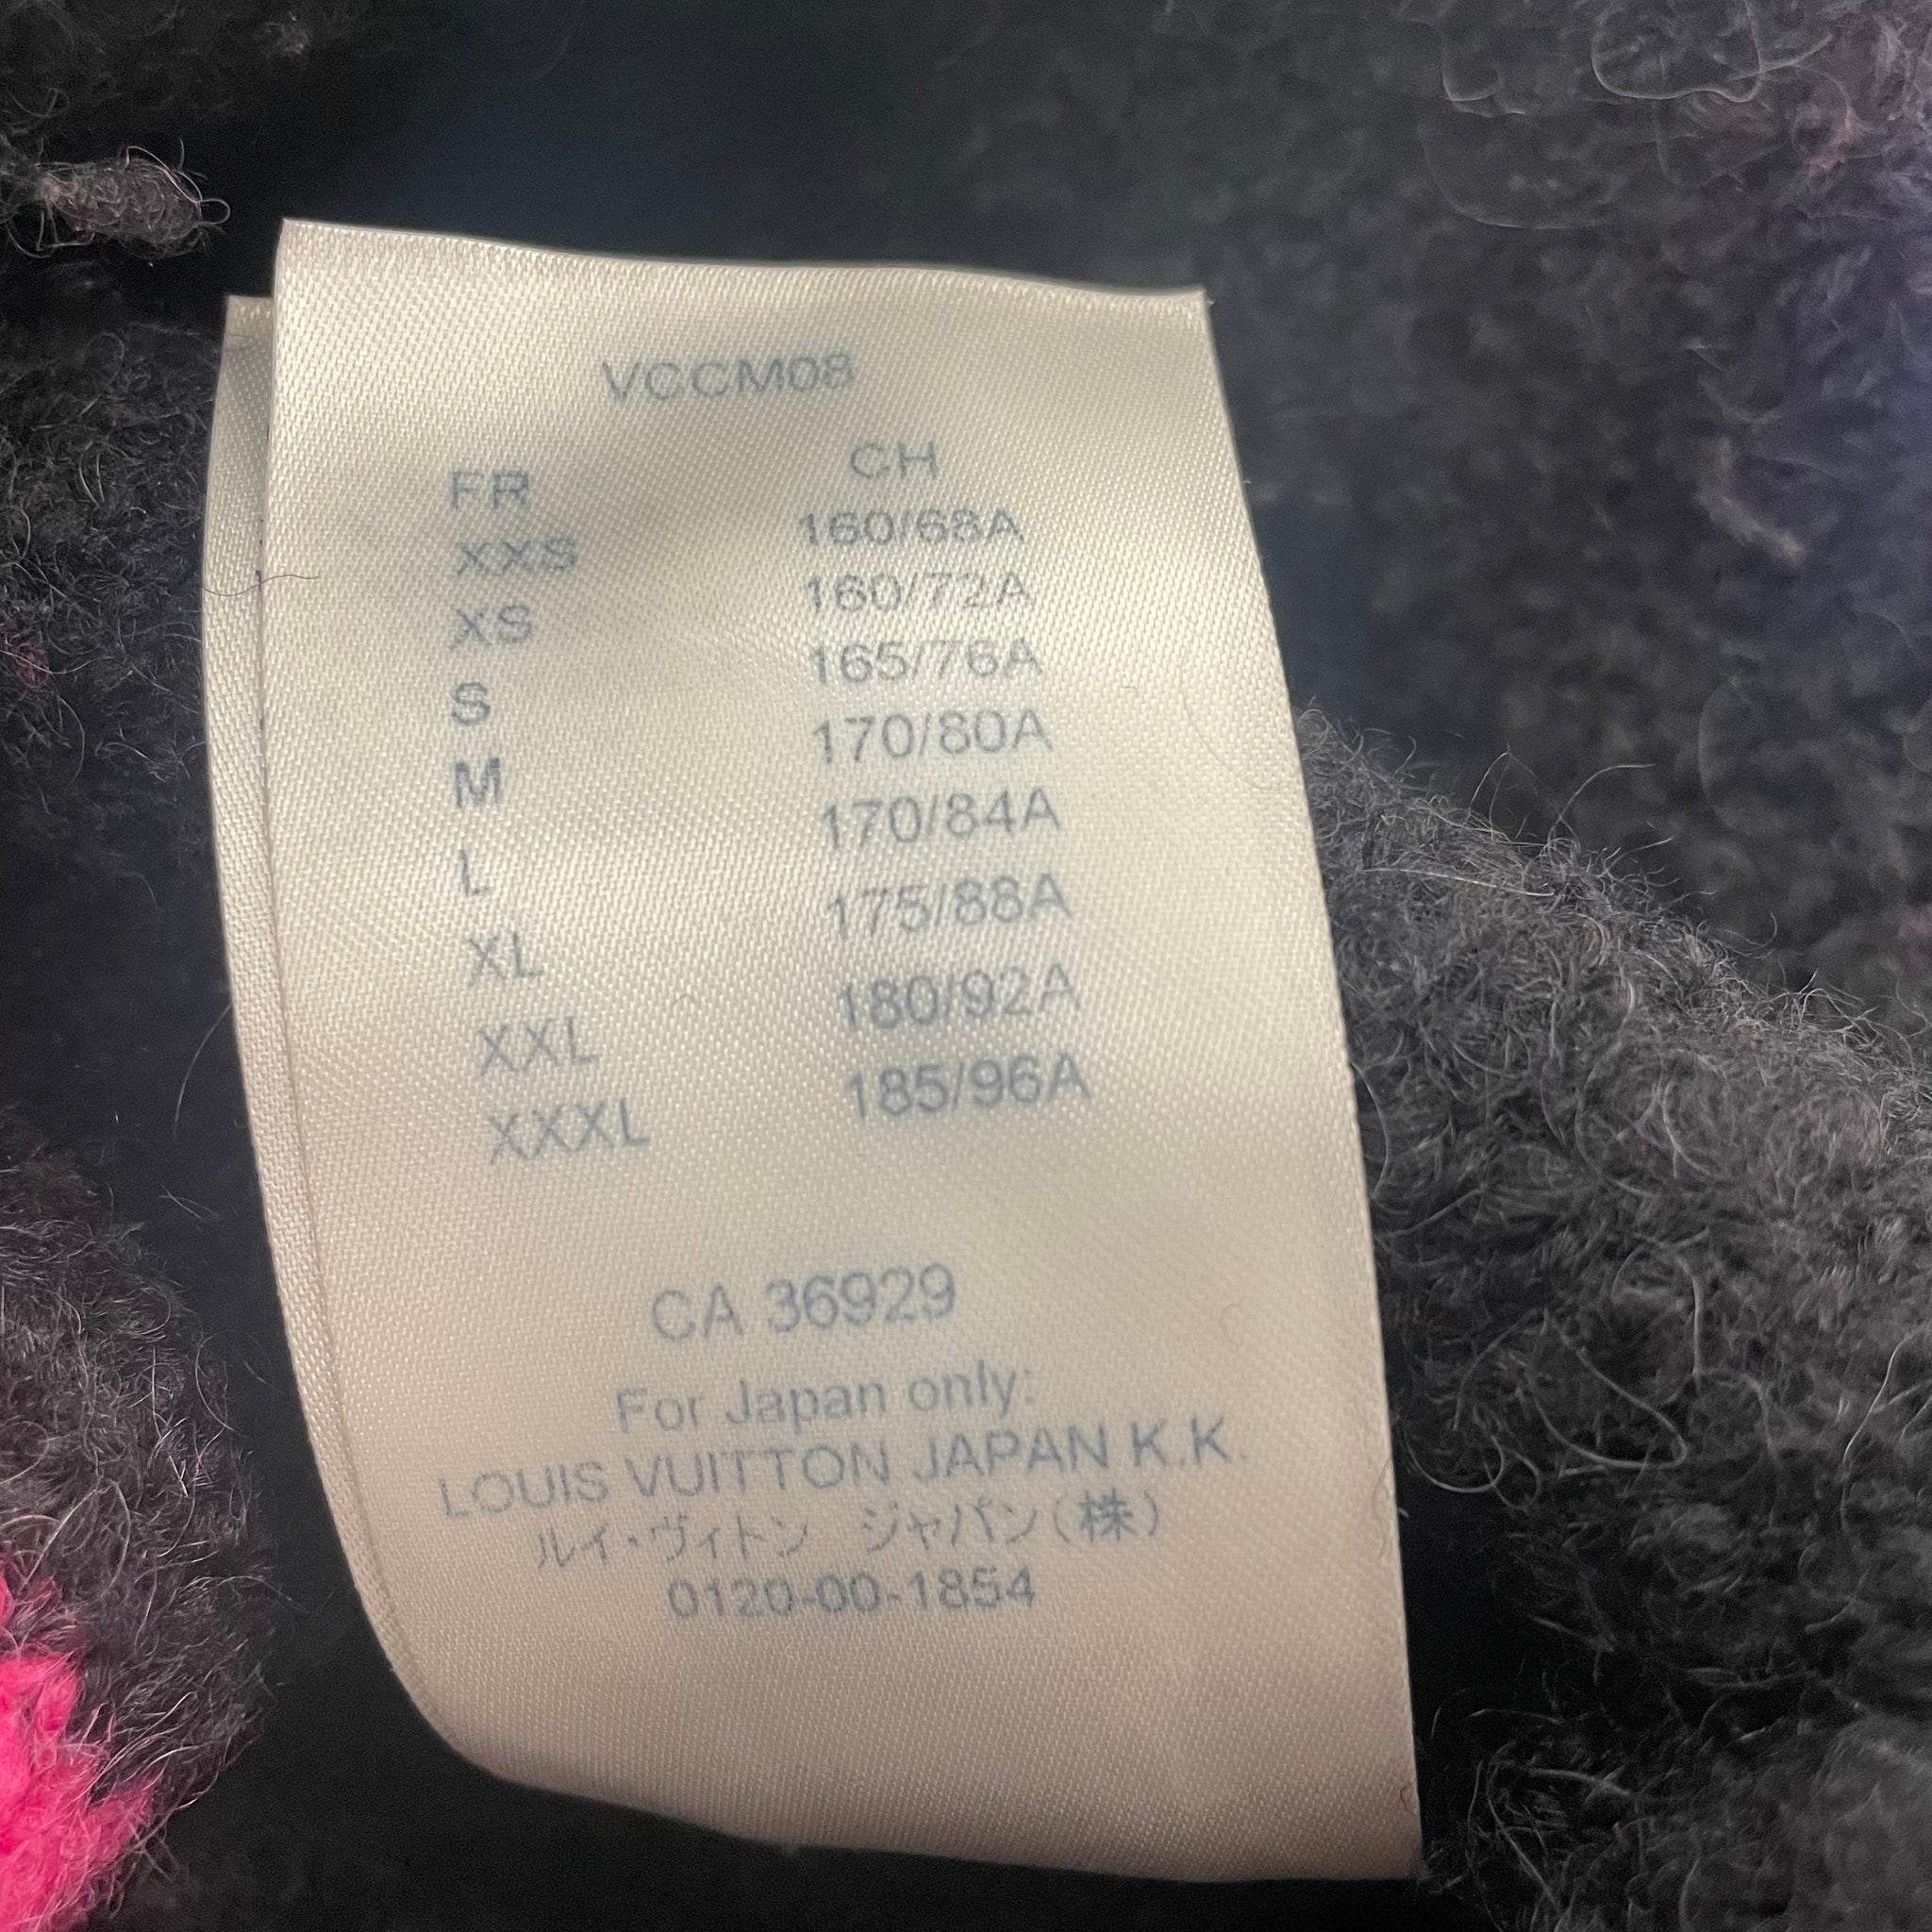 VCCM08
FR CH
XXS 160/68A
XS 160/72A
S 165/76A
M 170/80A
L 170/84A
XL 175/88A
XXL 180/92A
XXXL 185/96A
CA 36929
For Japan only:
LOUIS VUITTON JAPAN K.K.
ルイ・ヴィトン ジャパン(株)
0120-00-1854